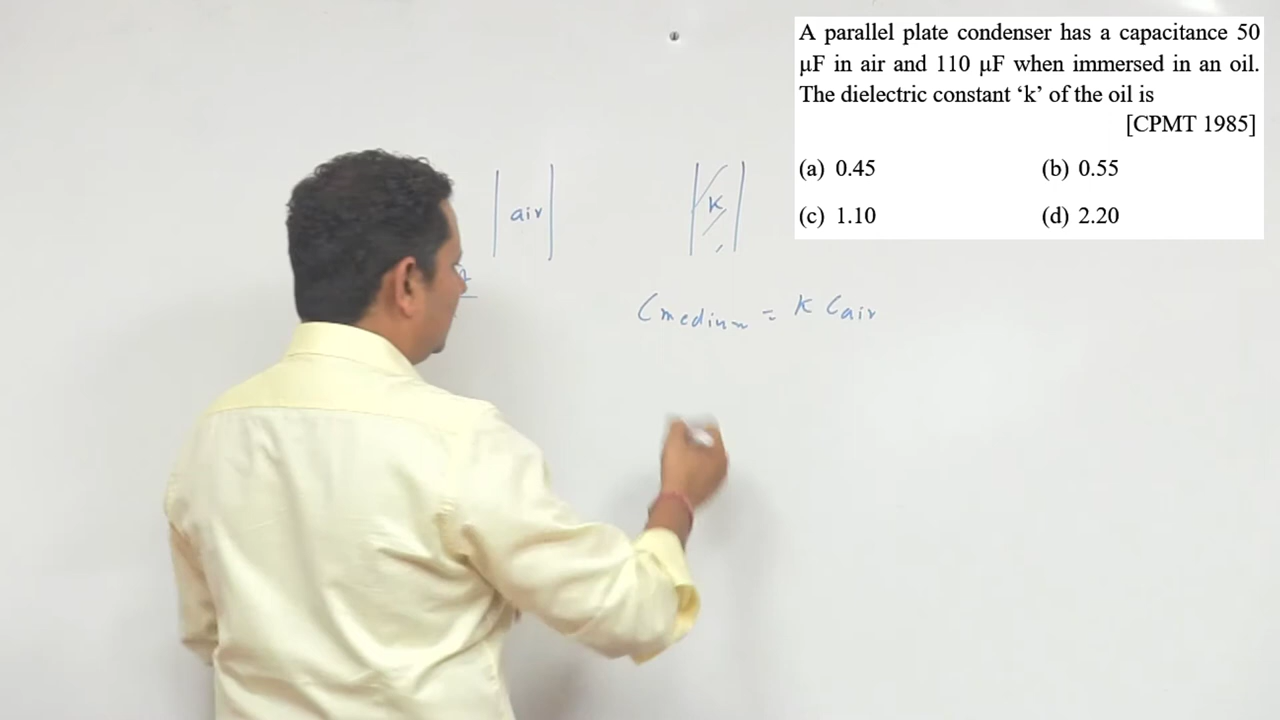 A parallel plate condenser has a capacitance 50
μF in air and 110 μF when immersed in an oil.
The dielectric constant ‘k’ of the oil is
[CPMT 1985]
(a) 0.45 (b) 0.55
(c) 1.10 (d) 2.20
air K
Cmedium = K Cair